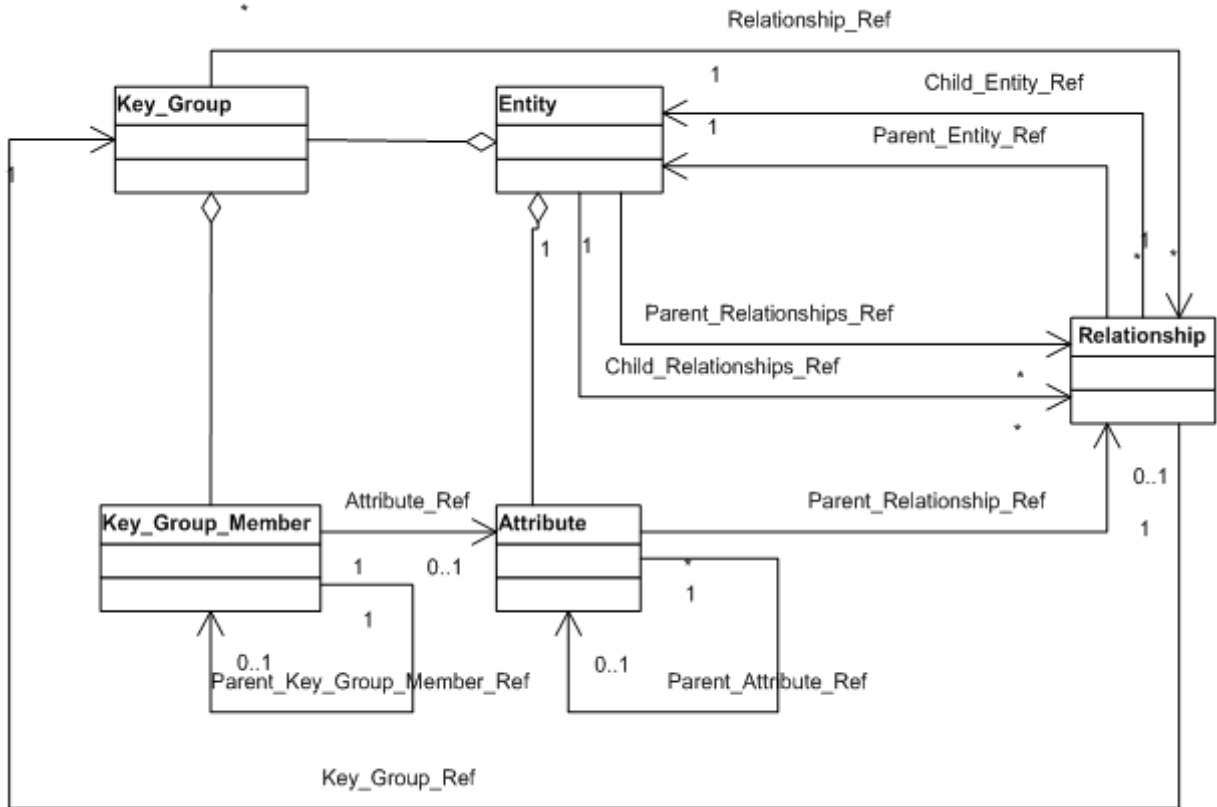 *
Relationship_Ref
Key_Group
Entity
1
Child_Entity_Ref
1
Parent_Entity_Ref
1
1
1
1
*
*
Parent_Relationships_Ref
Relationship
Child_Relationships_Ref
*
*
Key_Group_Member
Attribute_Ref
Attribute
Parent_Relationship_Ref
0..1
1
0..1
1
*
1
1
0..1
Parent_Key_Group_Member_Ref
0..1
Parent_Attribute_Ref
Key_Group_Ref